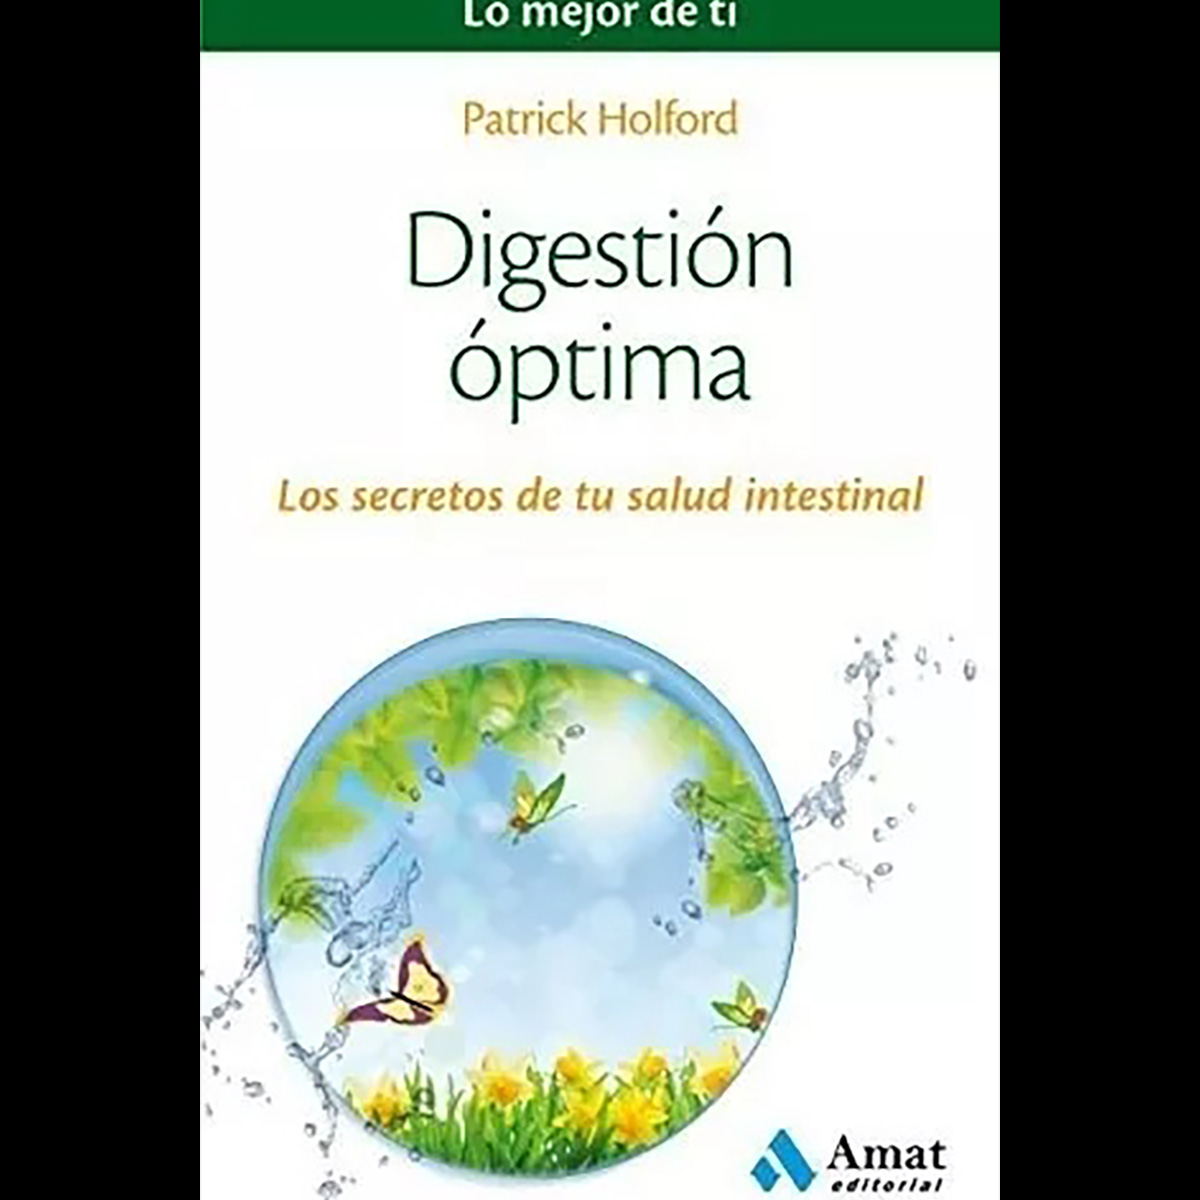 Lo mejor de ti
Patrick Holford
Digestión
óptima
Los secretos de tu salud intestinal
Amat
editorial